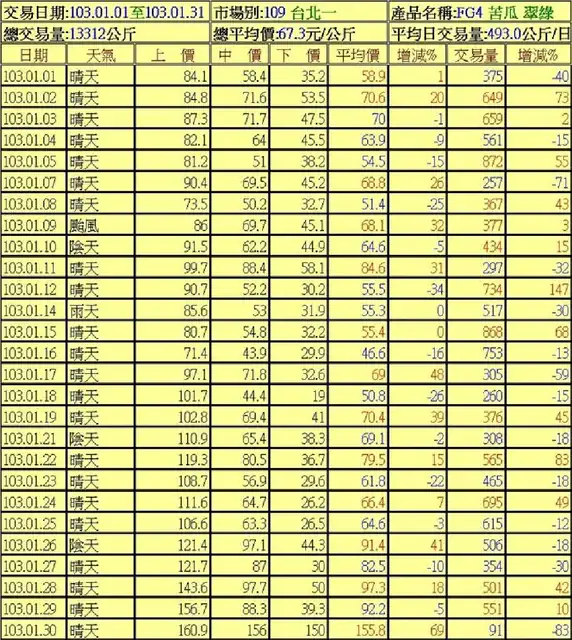 交易日期:103.01.01至103.01.31 市場別:109 台北一 產品名稱:FG4 苦瓜 翠綠
總交易量:13312公斤 總平均價:67.3元/公斤 平均日交易量:493.0公斤/日
日期 天氣 上 價 中 價 下 價 平均價 增減% 交易量 增減%
103.01.01 晴天 84.1 58.4 35.2 58.9 1 375 -40
103.01.02 晴天 84.8 71.6 53.5 70.6 20 649 73
103.01.03 晴天 87.3 71.7 47.5 70 -1 659 2
103.01.04 晴天 82.1 64 45.5 63.9 -9 561 -15
103.01.05 晴天 81.2 51 38.2 54.5 -15 872 55
103.01.07 晴天 90.4 69.5 45.2 68.8 26 257 -71
103.01.08 晴天 73.5 50.2 32.7 51.4 -25 367 43
103.01.09 颱風 86 69.7 45.1 68.1 32 377 3
103.01.10 陰天 91.5 62.2 44.9 64.6 -5 434 15
103.01.11 晴天 99.7 88.4 58.1 84.6 31 297 -32
103.01.12 晴天 90.7 52.2 30.2 55.5 -34 734 147
103.01.14 雨天 85.6 53 31.9 55.3 0 517 -30
103.01.15 晴天 80.7 54.8 32.2 55.4 0 868 68
103.01.16 晴天 71.4 43.9 29.9 46.6 -16 753 -13
103.01.17 晴天 97.1 71.8 32.6 69 48 305 -59
103.01.18 晴天 101.7 44.4 19 50.8 -26 260 -15
103.01.19 晴天 102.8 69.4 41 70.4 39 376 45
103.01.21 陰天 110.9 65.4 38.3 69.1 -2 308 -18
103.01.22 晴天 119.3 80.5 36.7 79.5 15 565 83
103.01.23 晴天 108.7 56.9 29.6 61.8 -22 465 -18
103.01.24 晴天 111.6 64.7 26.2 66.4 7 695 49
103.01.25 晴天 106.6 63.3 26.5 64.6 -3 615 -12
103.01.26 陰天 121.4 97.1 44.3 91.4 41 506 -18
103.01.27 晴天 121.7 87 30 82.5 -10 354 -30
103.01.28 晴天 143.6 97.7 50 97.3 18 501 42
103.01.29 晴天 156.7 88.3 39.3 92.2 -5 551 10
103.01.30 晴天 160.9 156 150 155.8 69 91 -83